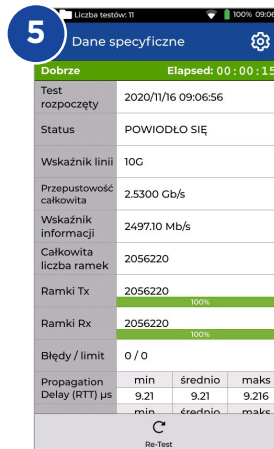 5
Liczba testów: 11 100% 09:06
Dane specyficzne
Dobrze Elapsed: 00:00:15
Test rozpoczęty 2020/11/16 09:06:56
Status POWIODŁO SIĘ
Wskaźnik linii 10G
Przepustowość całkowita 2.5300 Gb/s
Wskaźnik informacji 2497.10 Mb/s
Całkowita liczba ramek 2056220
Ramki Tx 2056220
100%
Ramki Rx 2056220
100%
Błędy / limit 0 / 0
Propagation Delay (RTT) µs min średnio maks
9.21 9.21 9.216
min średnio maks
Re-Test